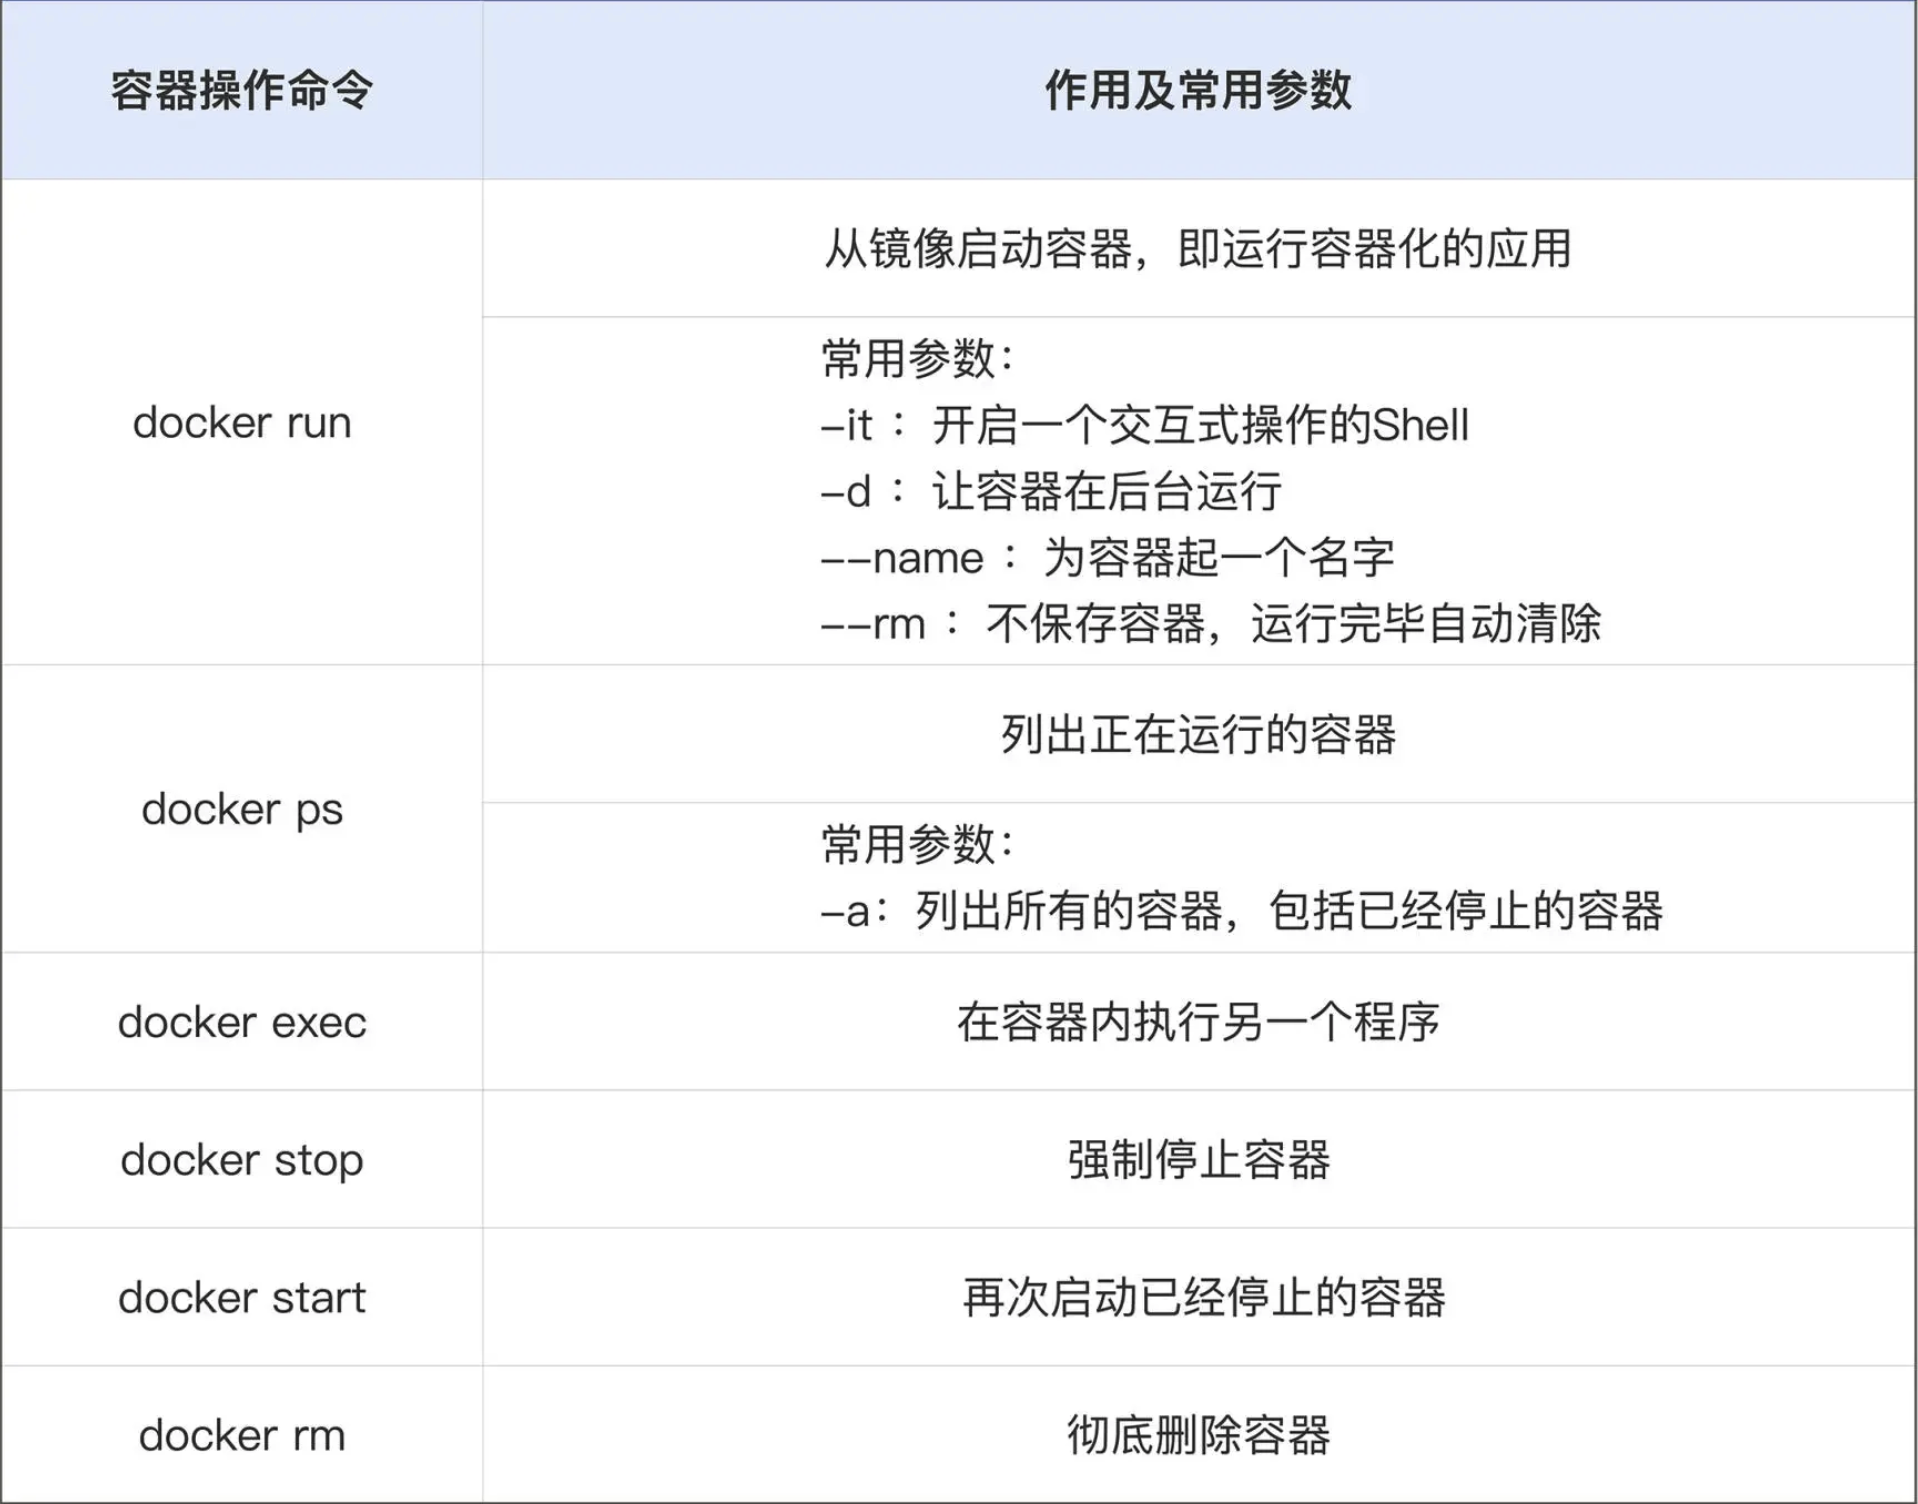 容器操作命令
作用及常用参数
docker run
从镜像启动容器，即运行容器化的应用
常用参数：
-it ：开启一个交互式操作的Shell
-d ：让容器在后台运行
--name ：为容器起一个名字
--rm ：不保存容器，运行完毕自动清除
docker ps
列出正在运行的容器
常用参数：
-a：列出所有的容器，包括已经停止的容器
docker exec
在容器内执行另一个程序
docker stop
强制停止容器
docker start
再次启动已经停止的容器
docker rm
彻底删除容器